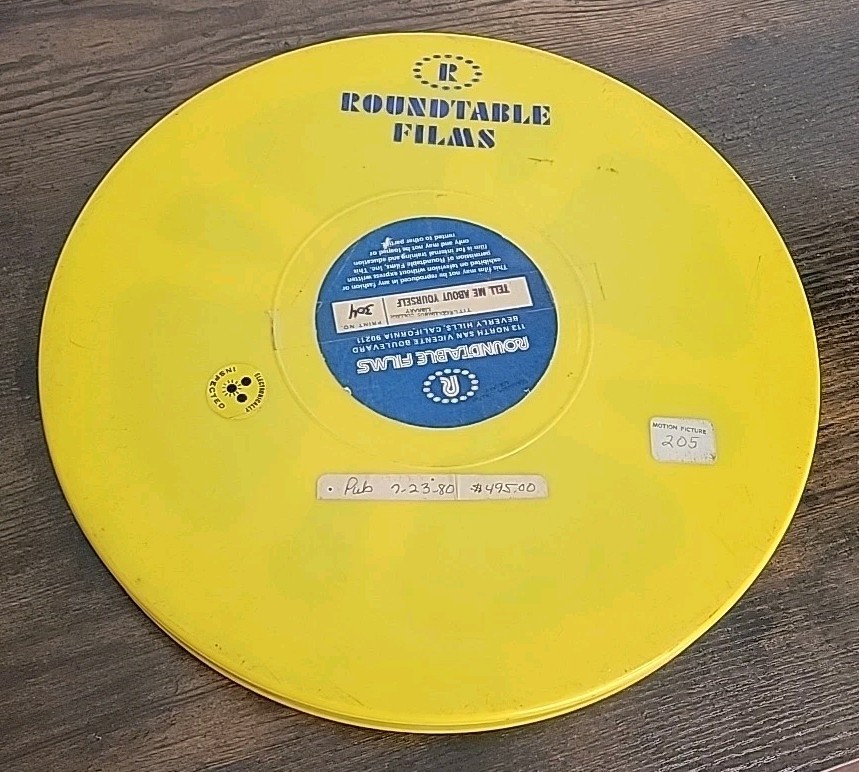 R
ROUNDTABLE
FILMS
R
ROUNDTABLE FILMS
113 NORTH SAN VICENTE BOULEVARD
BEVERLY HILLS, CALIFORNIA 90211
TITLE
LIBRARY
PRINT NO.
TELL ME ABOUT YOURSELF
304
This film may not be reproduced in any fashion or
exhibited on television without express written
permission of Roundtable Films, Inc. This
film is for internal training and education
only and may not be loaned or
rented to other
ELECTRONICALLY
INSPECTED
MOTION PICTURE
205
Pub 7-23-80 $495.00